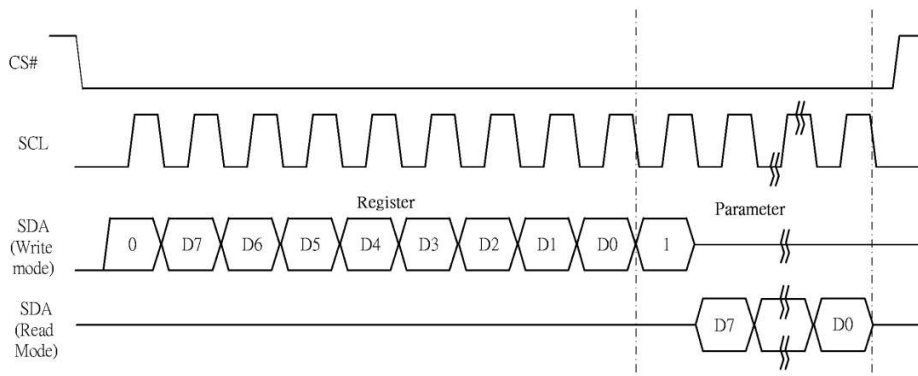 CS#
SCL
Register
Parameter
SDA
(Write
mode)
0 D7 D6 D5 D4 D3 D2 D1 D0 1
SDA
(Read
Mode)
D7 D0